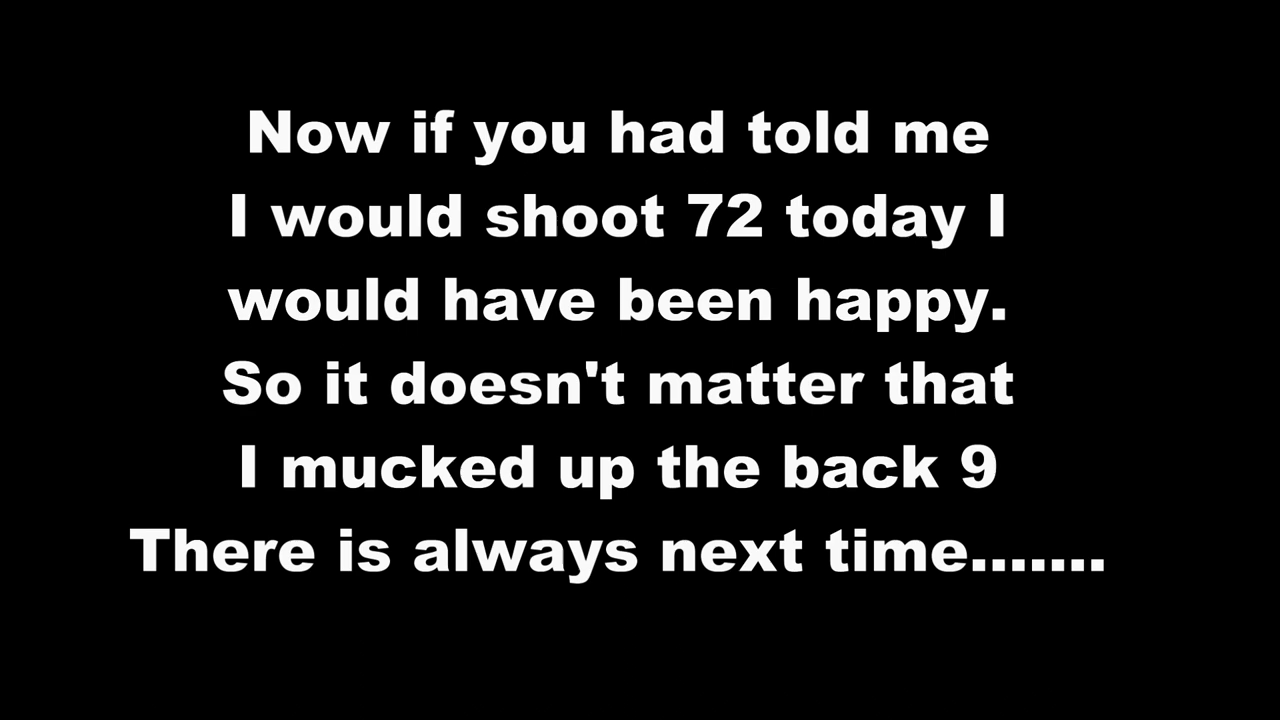 Now if you had told me
I would shoot 72 today I
would have been happy.
So it doesn't matter that
I mucked up the back 9
There is always next time.......